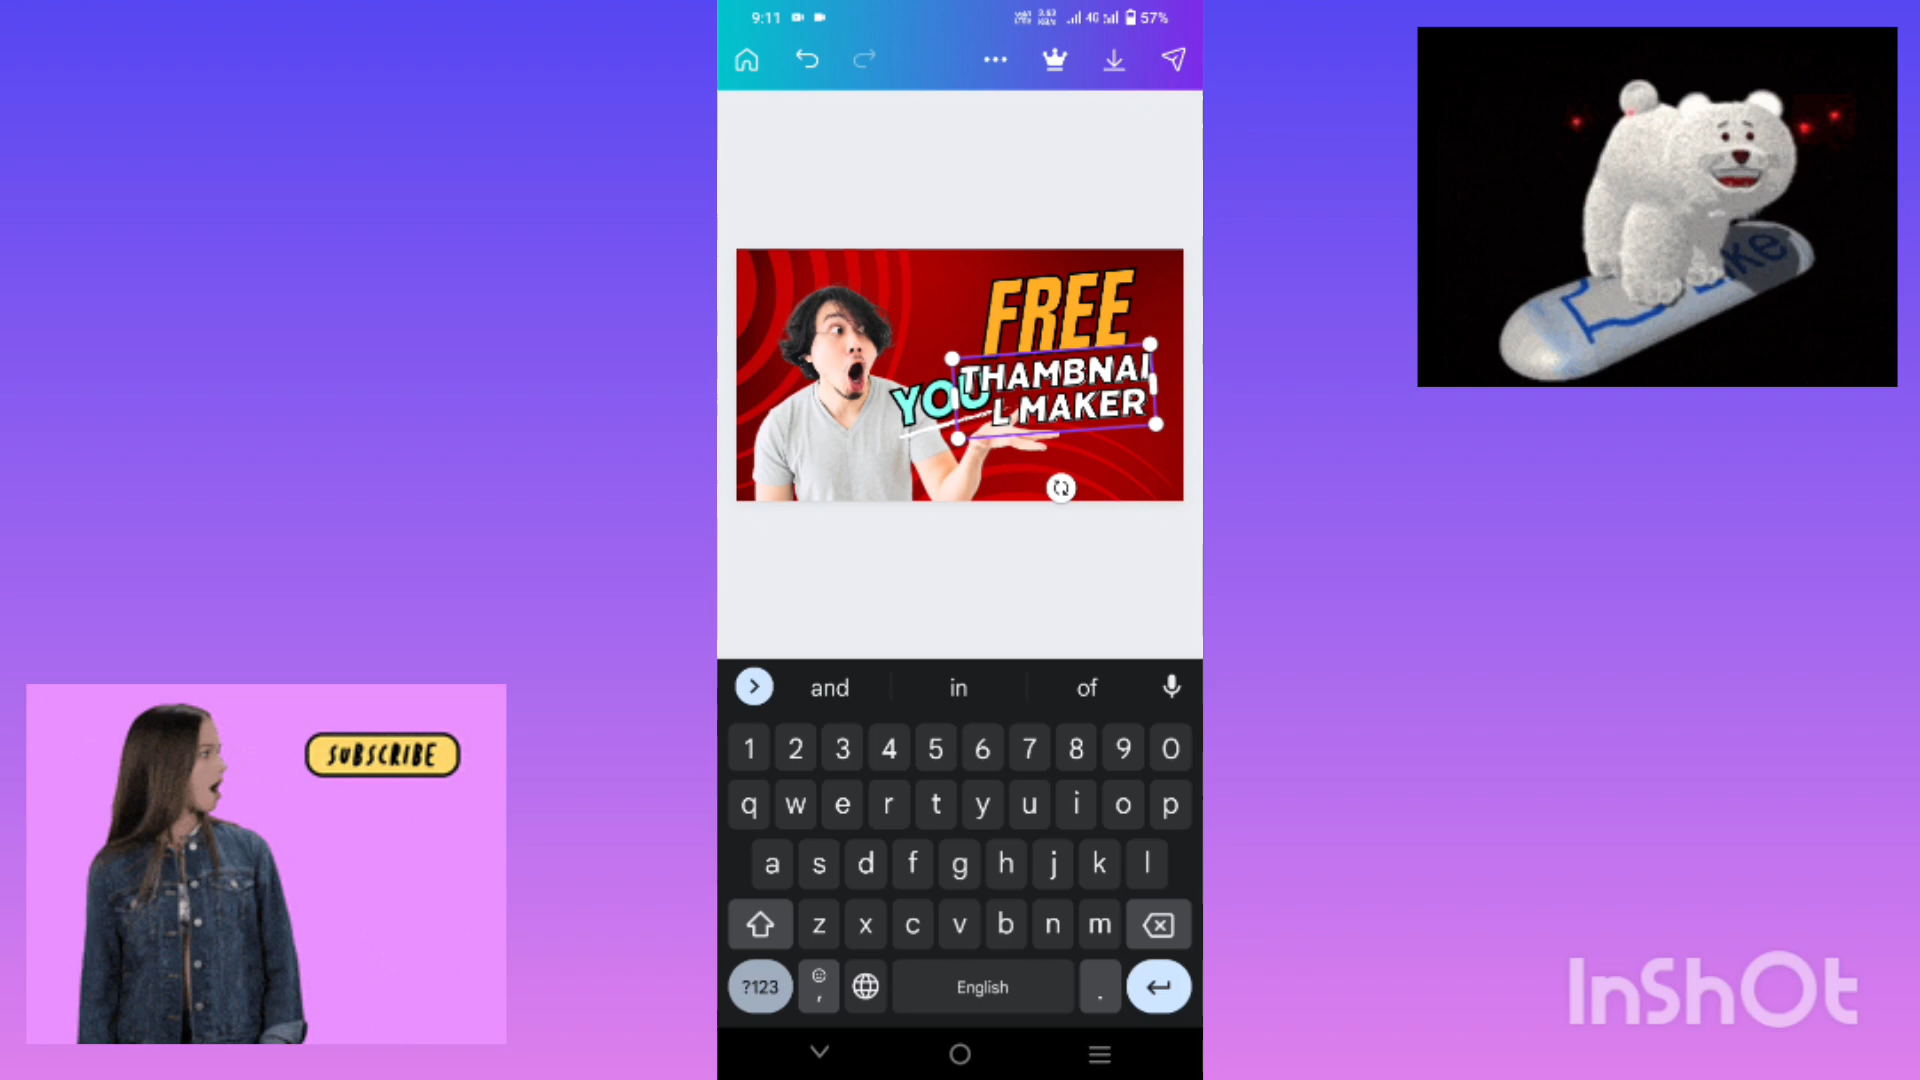 9:11
4G 57%
FREE
YOU
THAMBNAI
L MAKER
SUBSCRIBE
and in of
1 2 3 4 5 6 7 8 9 0
q w e r t y u i o p
a s d f g h j k l
z x c v b n m
?123 , English .
InShOt